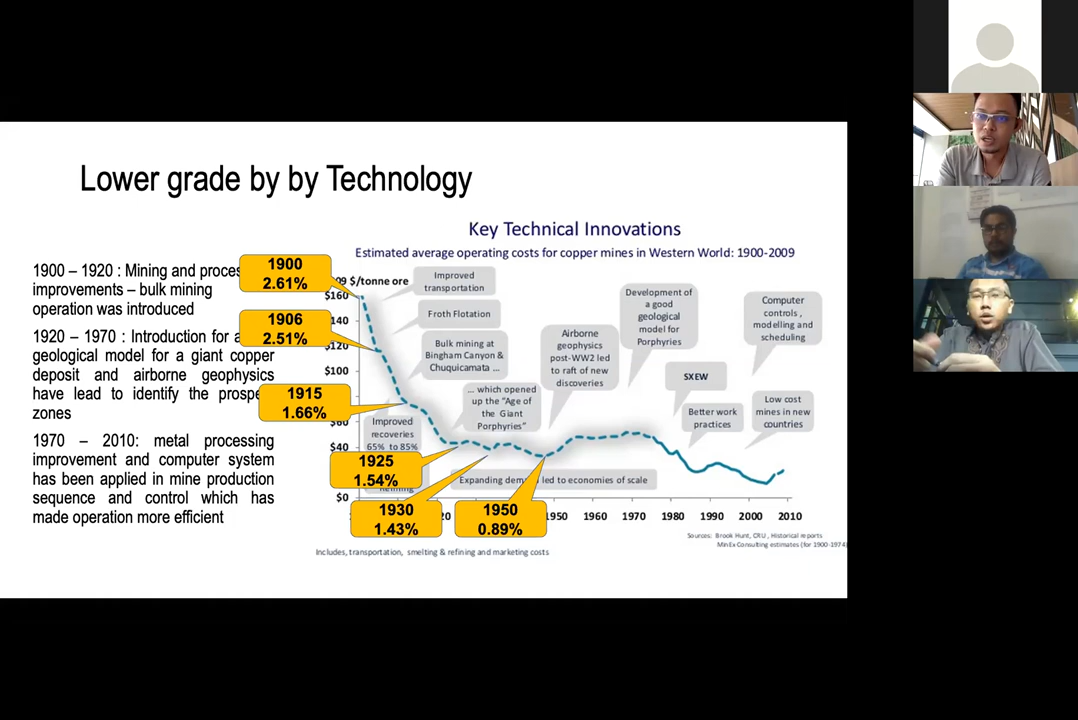 Lower grade by by Technology
1900 – 1920 : Mining and proces
improvements – bulk mining
operation was introduced
1920 – 1970 : Introduction for a
geological model for a giant copper
deposit and airborne geophysics
have lead to identify the prospe
zones
1970 – 2010: metal processing
improvement and computer system
has been applied in mine production
sequence and control which has
made operation more efficient
Key Technical Innovations
Estimated average operating costs for copper mines in Western World: 1900-2009
09 $/tonne ore
$160
140
$120
$100
$60
$40
$0
1900
2.61%
1906
2.51%
1915
1.66%
1925
1.54%
1930
1.43%
1950
0.89%
Improved
transportation
Froth Flotation
Bulk mining at
Bingham Canyon &
Chuquicamata ...
... which opened
up the "Age of
the Giant
Porphyries"
Improved
recoveries
65% to 85%
Airborne
geophysics
post-WW2 led
to raft of new
discoveries
Development of
a good
geological
model for
Porphyries
SXEW
Better work
practices
Computer
controls ,
modelling and
scheduling
Low cost
mines in new
countries
Expanding dem led to economies of scale
20
1950
1960
1970
1980
1990
2000
2010
Sources: Brook Hunt, CRU , Historical reports
MinEx Consulting estimates (for 1900-1974)
Includes, transportation, smelting & refining and marketing costs